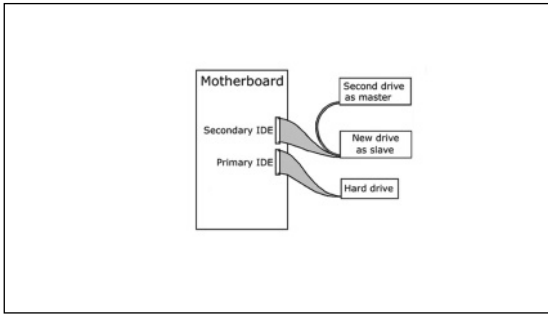 Motherboard
Second drive
as master
Secondary IDE
New drive
as slave
Primary IDE
Hard drive